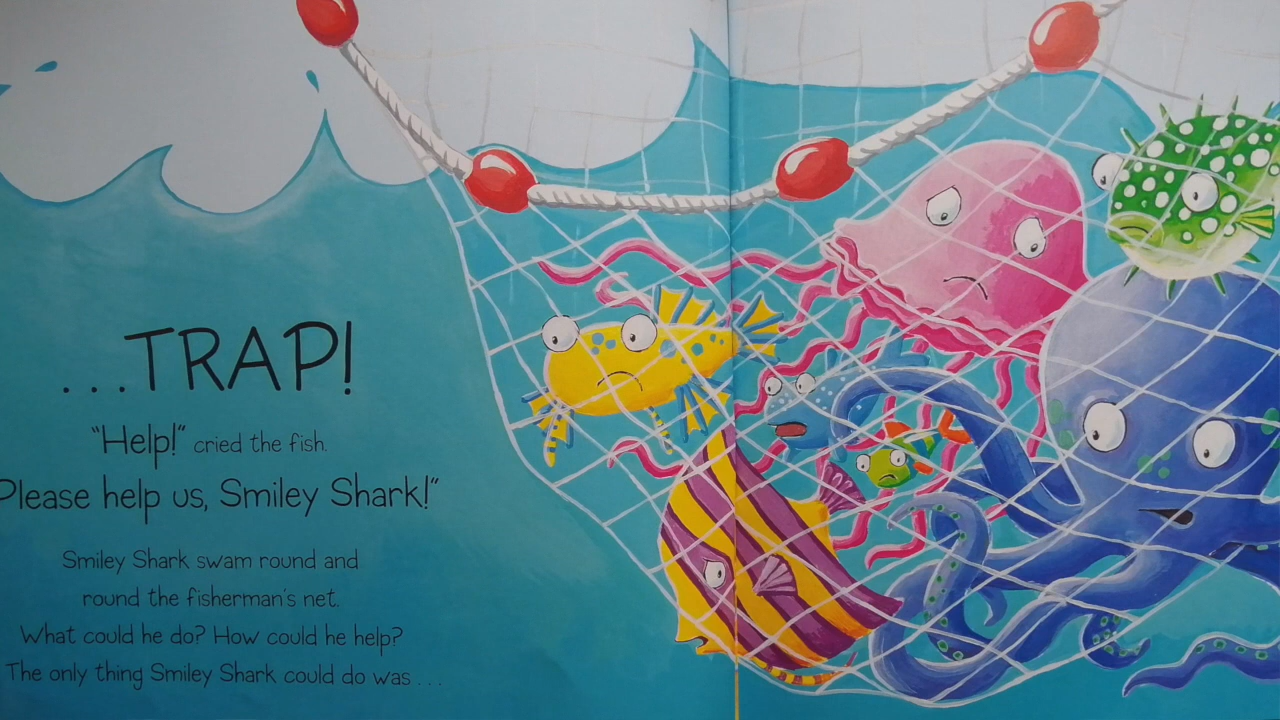 ...TRAP!
"Help!" cried the fish.
Please help us, Smiley Shark!"
Smiley Shark swam round and
round the fisherman's net.
What could he do? How could he help?
The only thing Smiley Shark could do was...